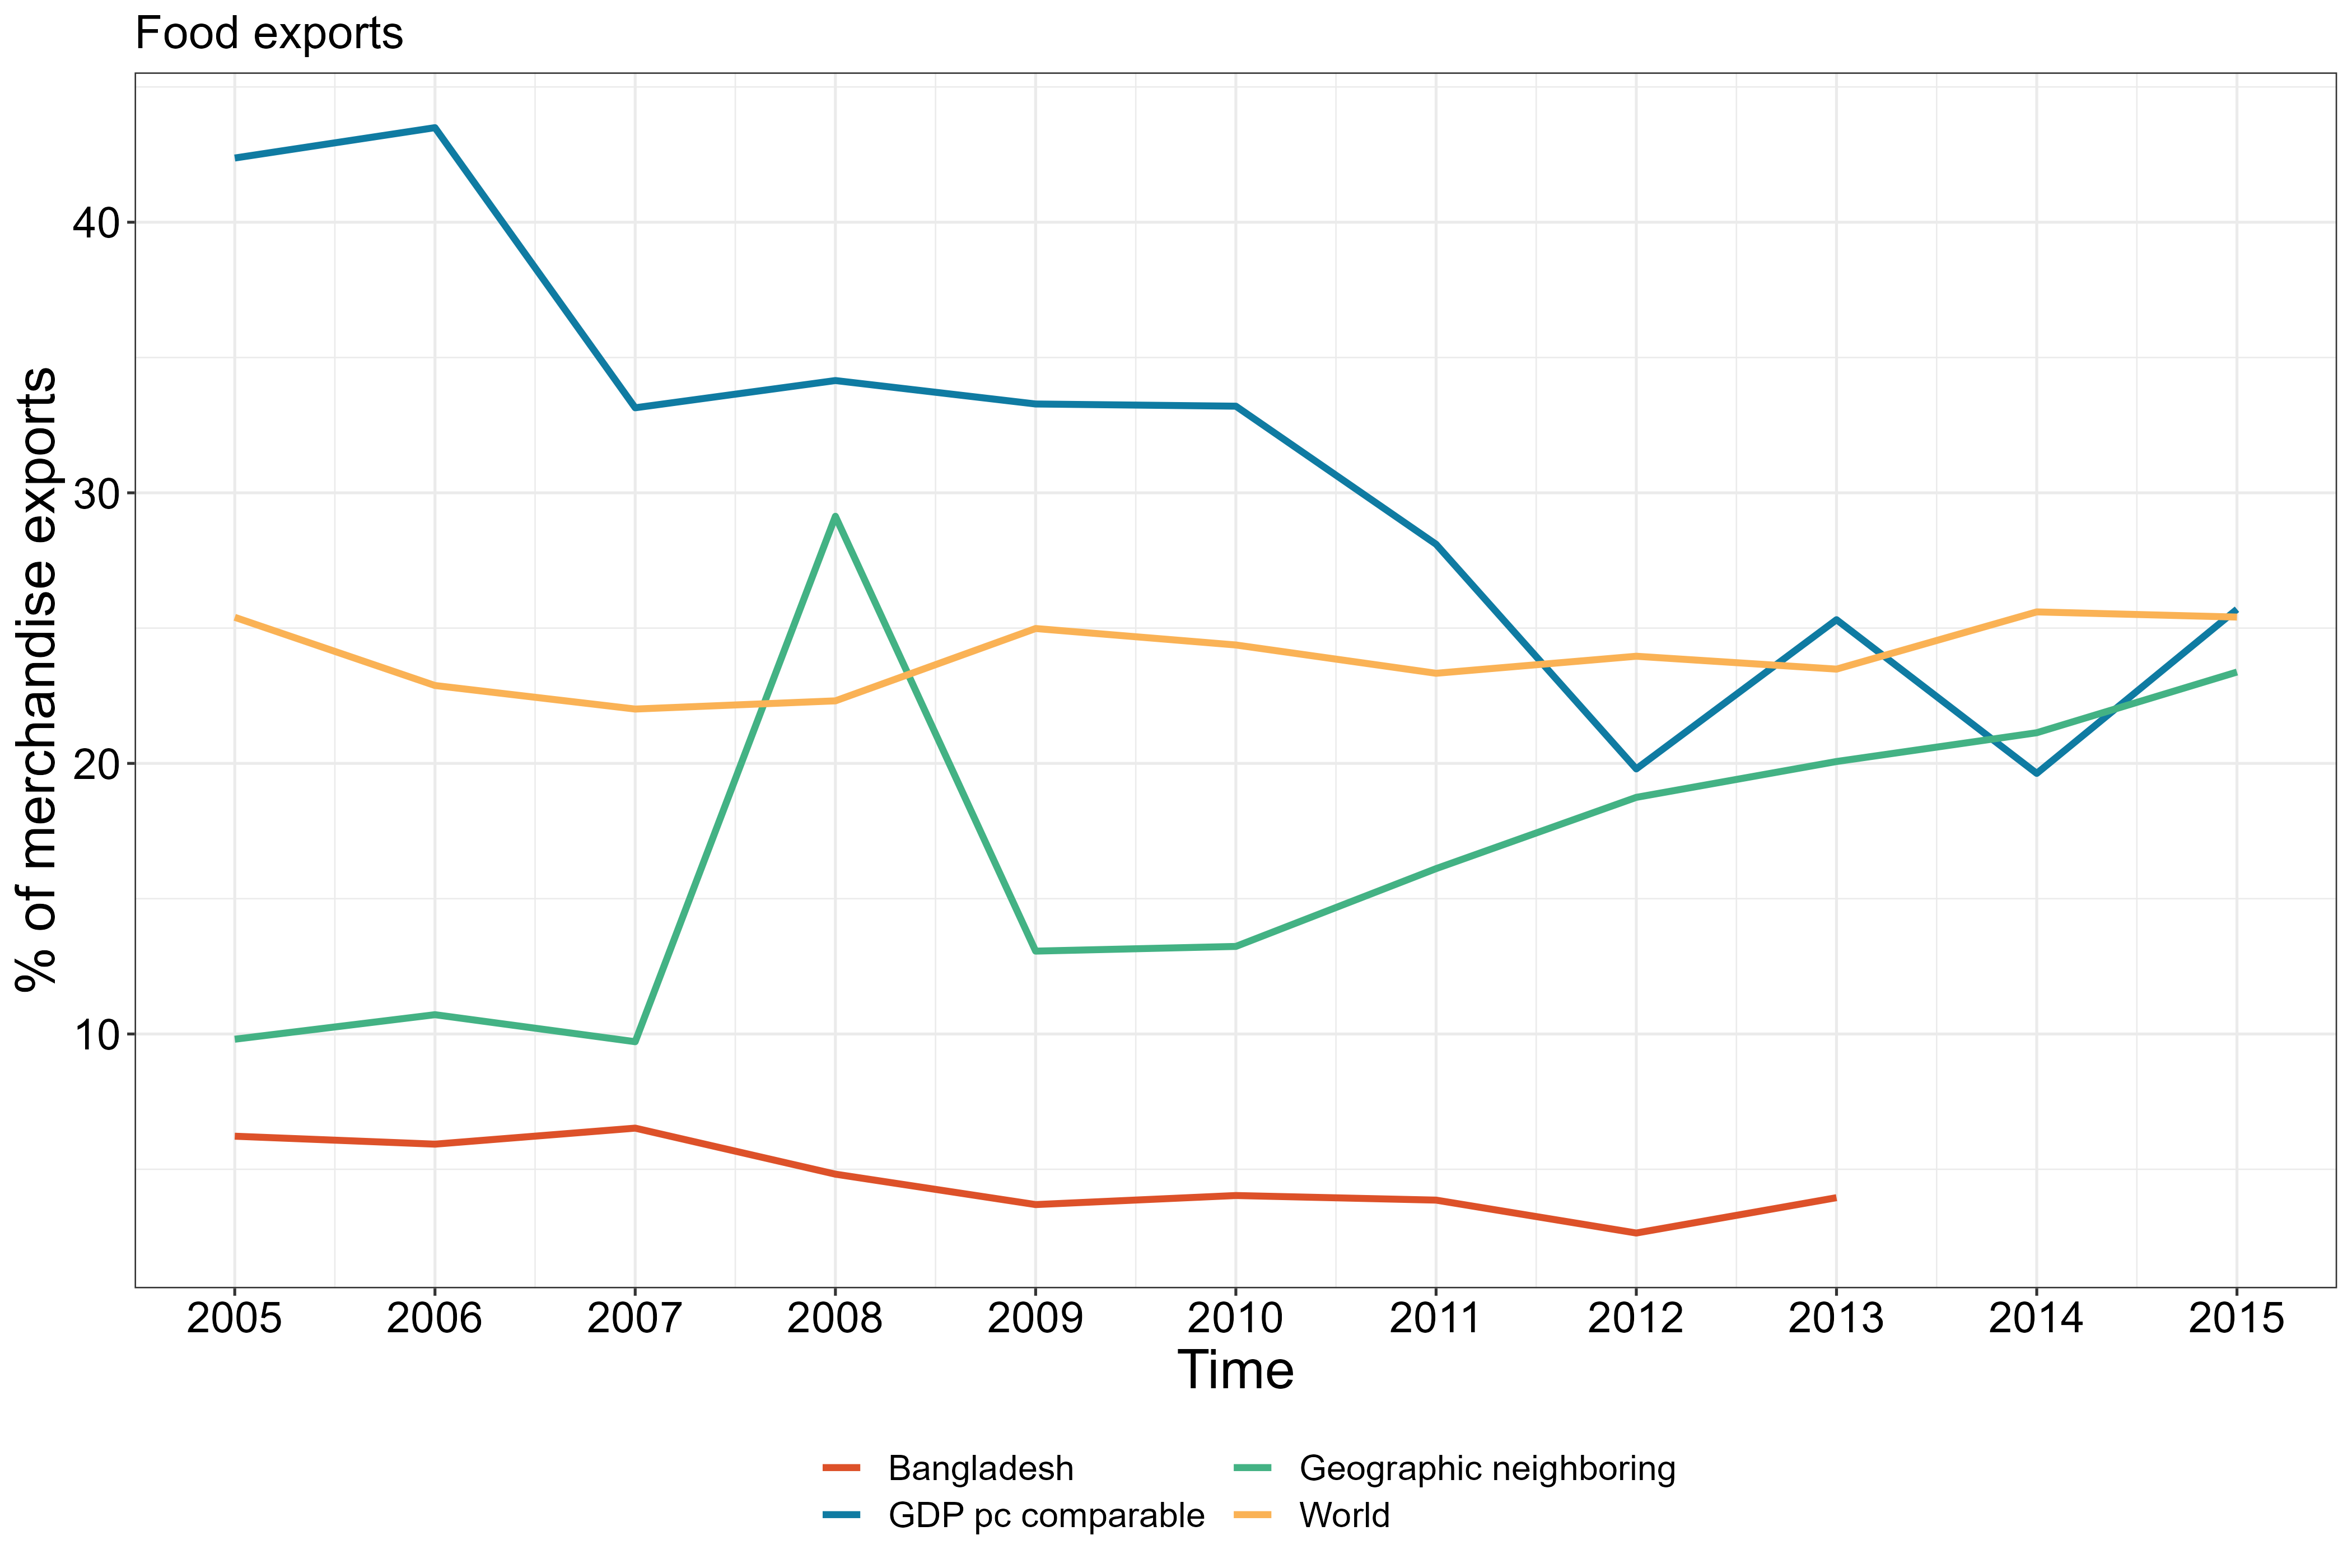 Food exports
% of merchandise exports
40
30
20
10
2005 2006 2007 2008 2009 2010 2011 2012 2013 2014 2015
Time
Bangladesh
GDP pc comparable
Geographic neighboring
World